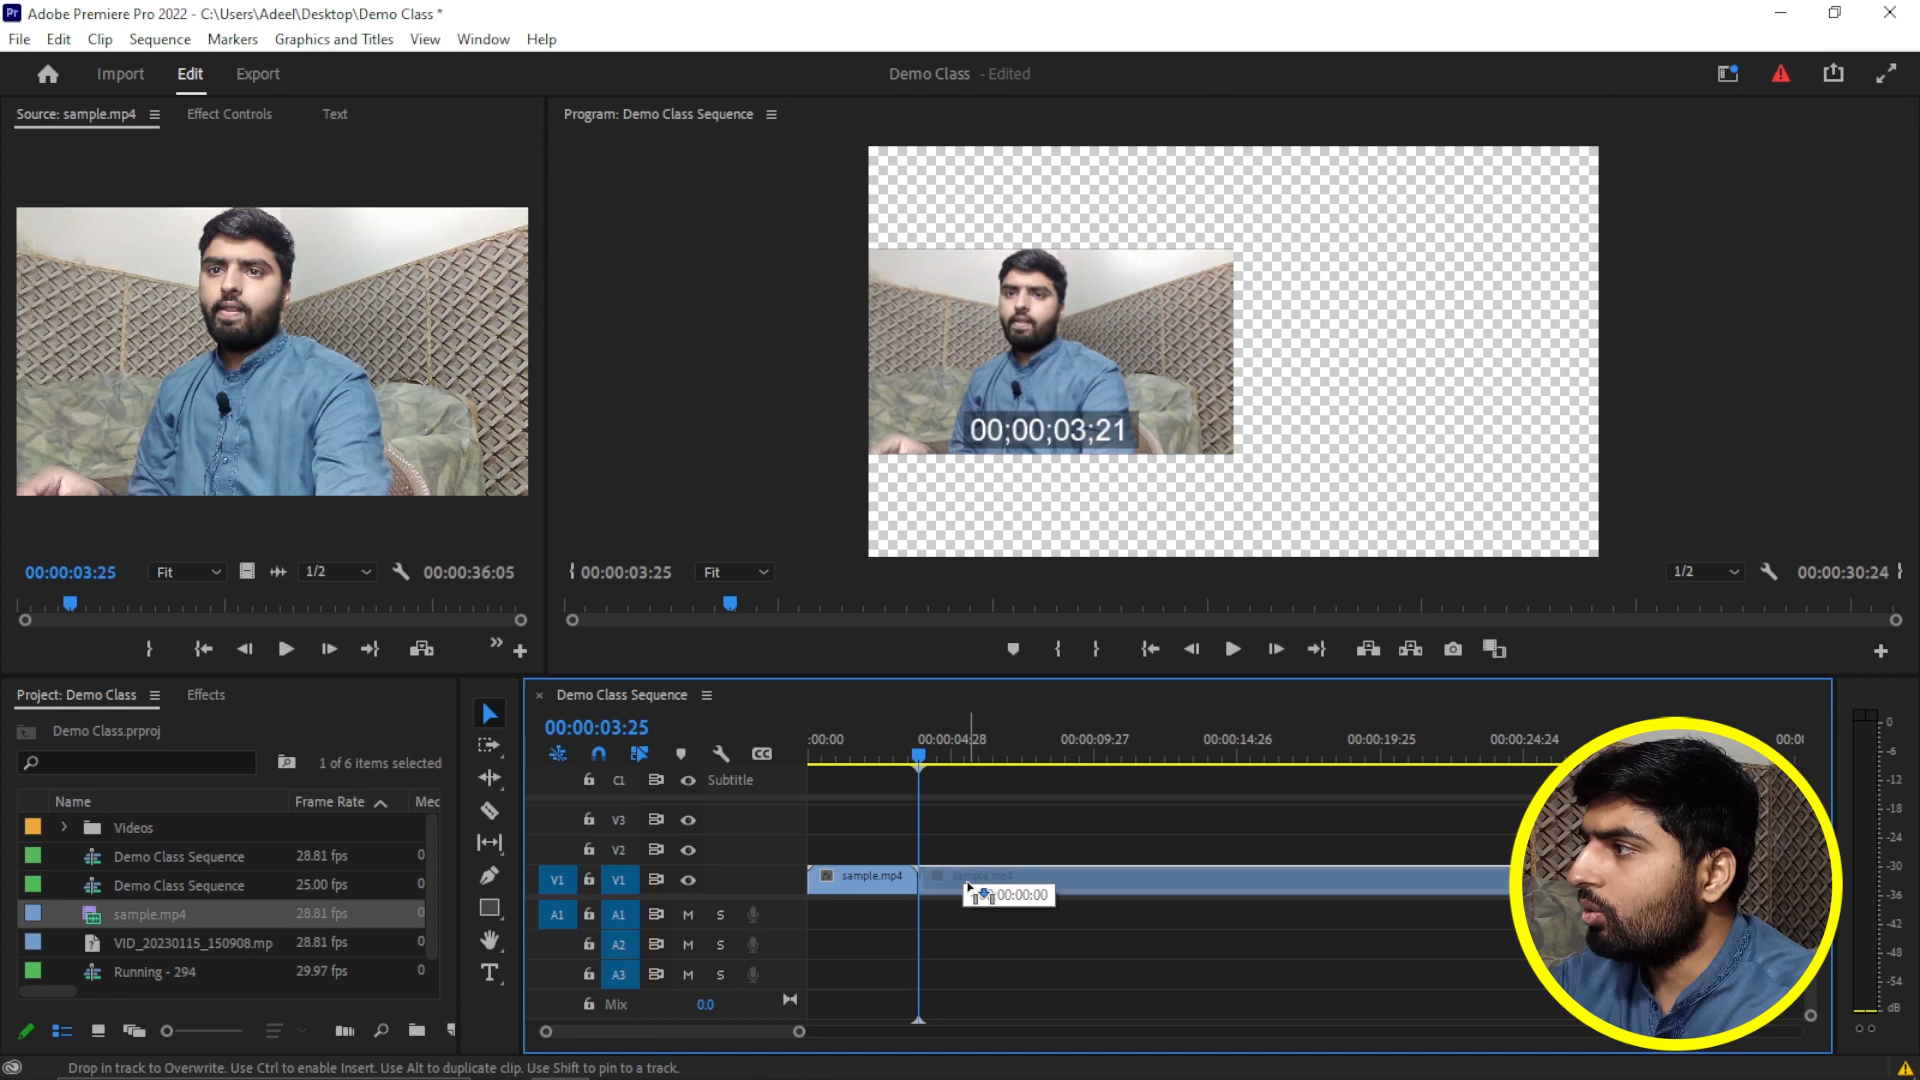 Pr Adobe Premiere Pro 2022 - C:\Users\Adeel\Desktop\Demo Class *
File Edit Clip Sequence Markers Graphics and Titles View Window Help
Import Edit Export Demo Class - Edited
Source: sample.mp4 Effect Controls Text Program: Demo Class Sequence
00;00;03;21
00:00:03:25 Fit 1/2 00:00:36:05 00:00:03:25 Fit 1/2 00:00:30:24
Project: Demo Class Effects Demo Class Sequence
Demo Class.prproj 00:00:03:25
1 of 6 items selected
:00:00 00:00:04:28 00:00:09:27 00:00:14:26 00:00:19:25 00:00:24:24 00:0
CC
C1 Subtitle
Name Frame Rate Mec
Videos
Demo Class Sequence 28.81 fps 0
Demo Class Sequence 25.00 fps 0
sample.mp4 28.81 fps 0
VID_20230115_150908.mp 28.81 fps 0
Running - 294 29.97 fps 0
V3
V2
V1 V1 sample.mp4 sample.mp4
00:00:00
A1 A1 M S
A2 M S
A3 M S
Mix 0.0
T
0
-6
-12
-18
-24
-30
-36
-42
-48
-54
dB
Drop in track to Overwrite. Use Ctrl to enable Insert. Use Alt to duplicate clip. Use Shift to pin to a track.